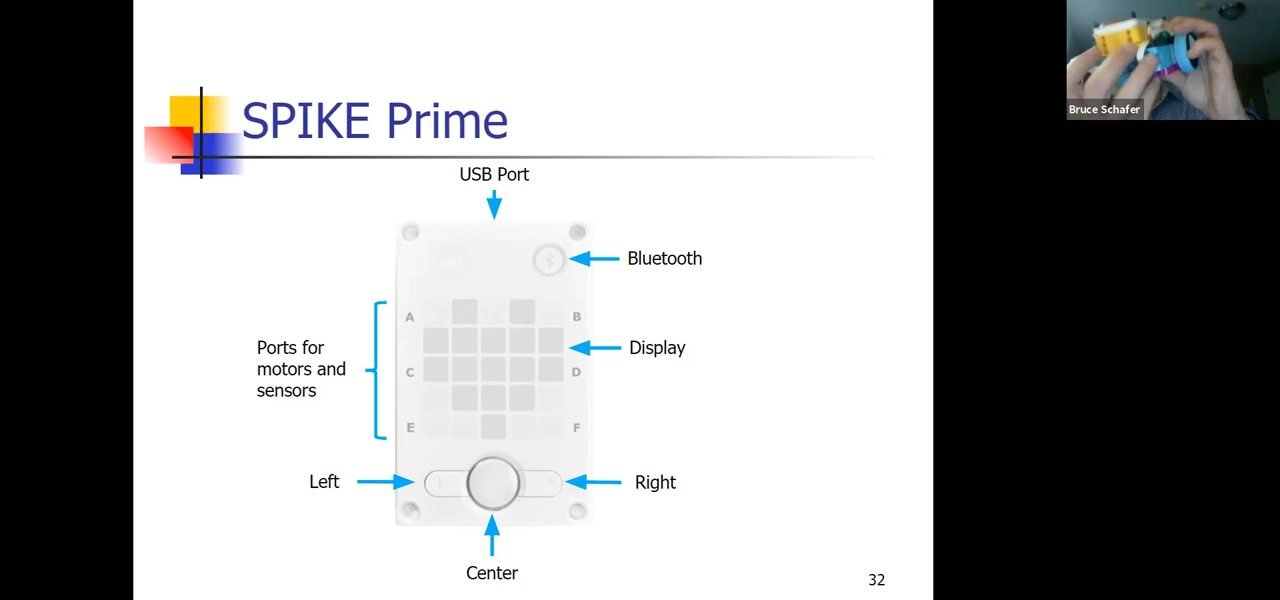 SPIKE Prime
USB Port
Bluetooth
A
B
Ports for
motors and
sensors
Display
C
D
E
F
Left
Right
Center
32
Bruce Schafer